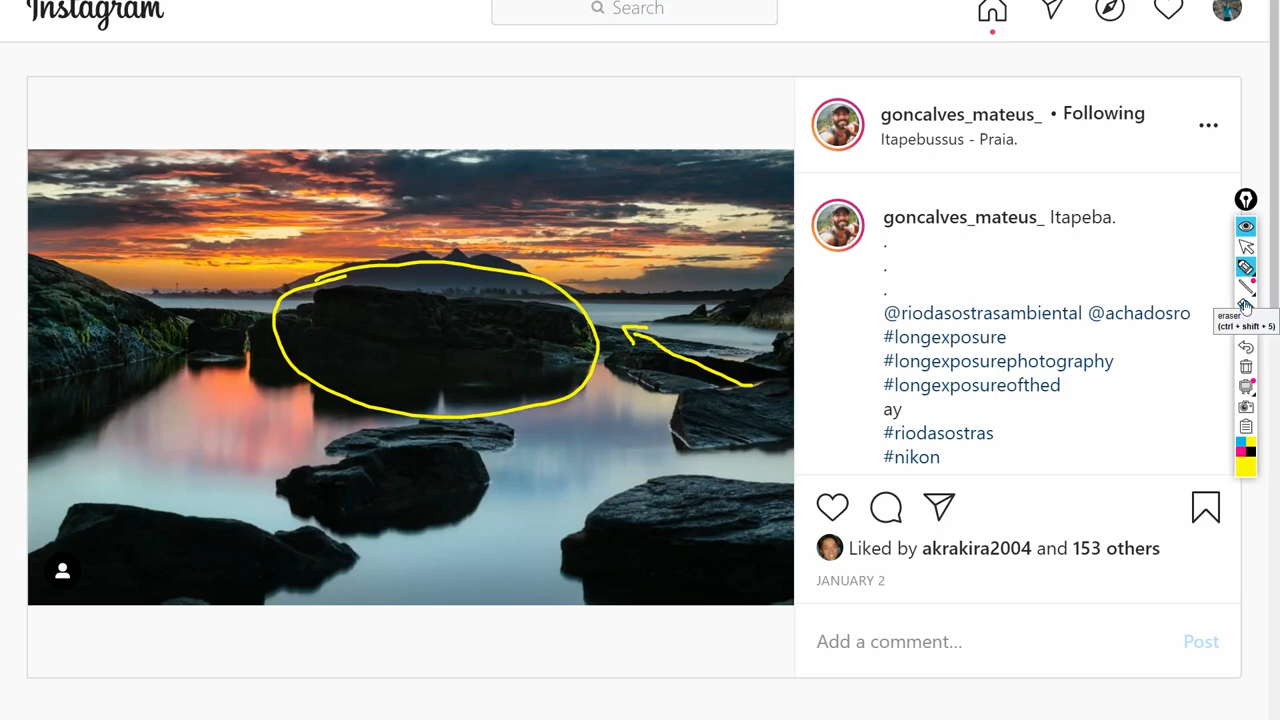 Instagram
Search
goncalves_mateus_ • Following
Itapebussus - Praia.
goncalves_mateus_ Itapeba.
.
.
.
@riodasostrasambiental @achadosro
#longexposure
#longexposurephotography
#longexposureofthed
ay
#riodasostras
#nikon
eraser
(ctrl + shift + 5)
Liked by akrakira2004 and 153 others
JANUARY 2
Add a comment...
Post